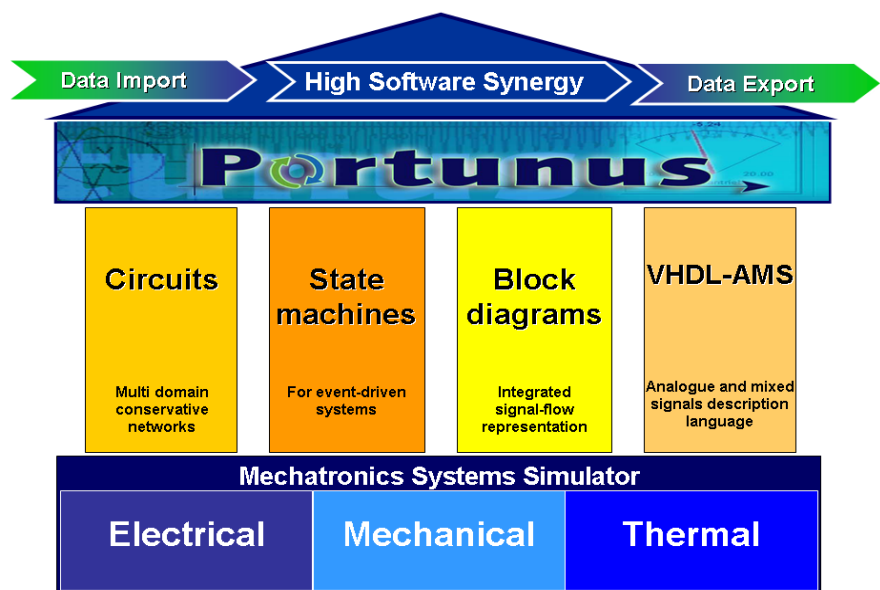 Data Import
High Software Synergy
Data Export
Portunus
20.00
Circuits
Multi domain
conservative
networks
State
machines
For event-driven
systems
Block
diagrams
Integrated
signal-flow
representation
VHDL-AMS
Analogue and mixed
signals description
language
Mechatronics Systems Simulator
Electrical
Mechanical
Thermal